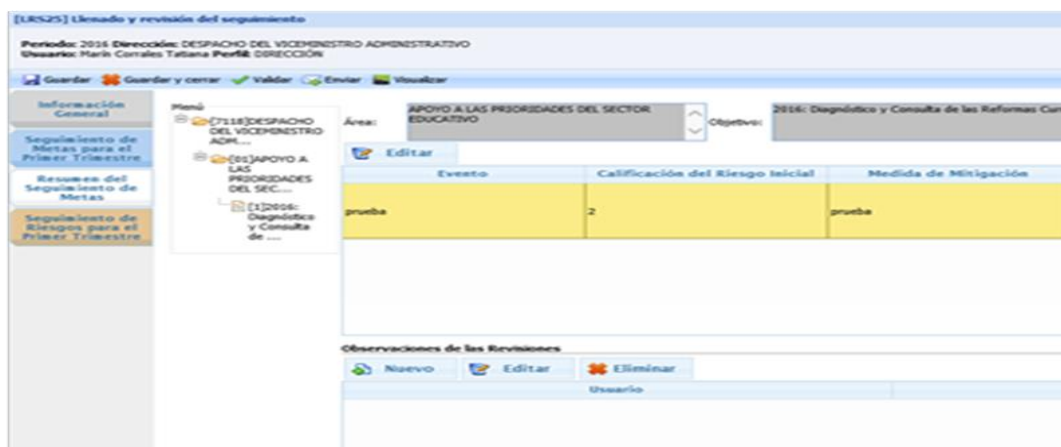 [LRS25] Llenado y revisión del seguimiento
Periodo: 2016 Dirección: DESPACHO DEL VICEMINISTRO ADMINISTRATIVO
Usuario: Marín Corrales Tatiana Perfil: DIRECCIÓN
Guardar Guardar y cerrar Validar Enviar Visualizar
Información
General
Seguimiento de
Metas para el
Primer Trimestre
Resumen del
Seguimiento de
Metas
Seguimiento de
Riesgos para el
Primer Trimestre
Menú
[7118]DESPACHO
DEL VICEMINISTRO
ADM....
[01]APOYO A
LAS
PRIORIDADES
DEL SEC....
[1]2016:
Diagnóstico
y Consulta
de ....
Área:
APOYO A LAS PRIORIDADES DEL SECTOR
EDUCATIVO
Objetivo:
2016: Diagnóstico y Consulta de las Reformas
Editar
Evento Calificación del Riesgo Inicial Medida de Mitigación
prueba 2 prueba
Observaciones de las Revisiones
Nuevo Editar Eliminar
Usuario